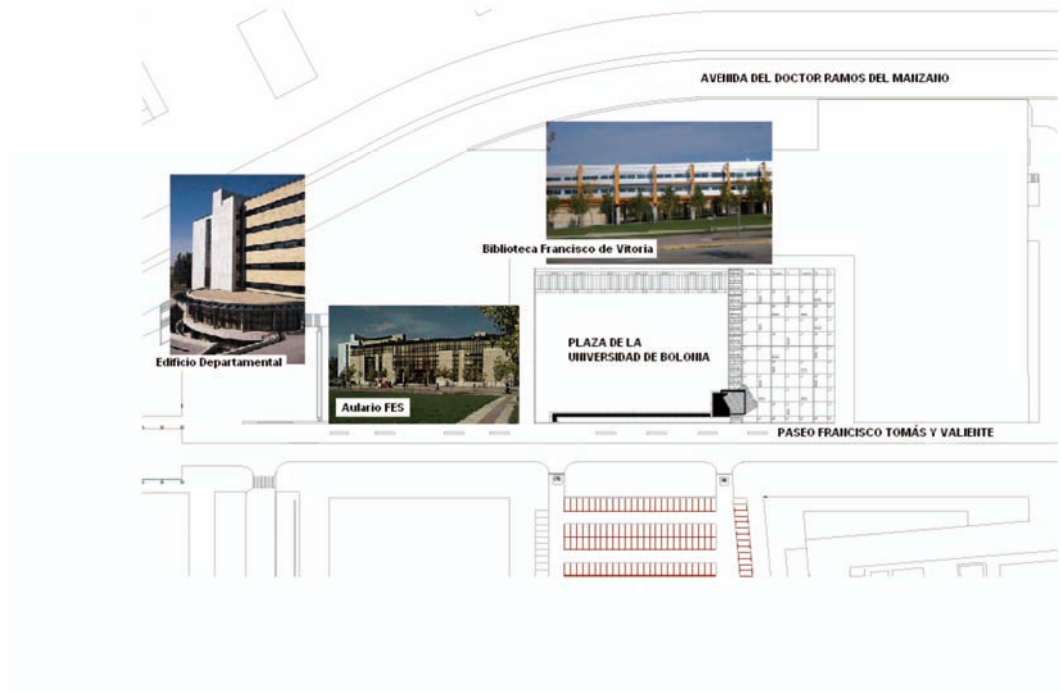 AVENIDA DEL DOCTOR RAMOS DEL MANZANO
Biblioteca Francisco de Vitoria
Edificio Departamental
Aulario FES
PLAZA DE LA
UNIVERSIDAD DE BOLONIA
PASEO FRANCISCO TOMÁS Y VALIENTE